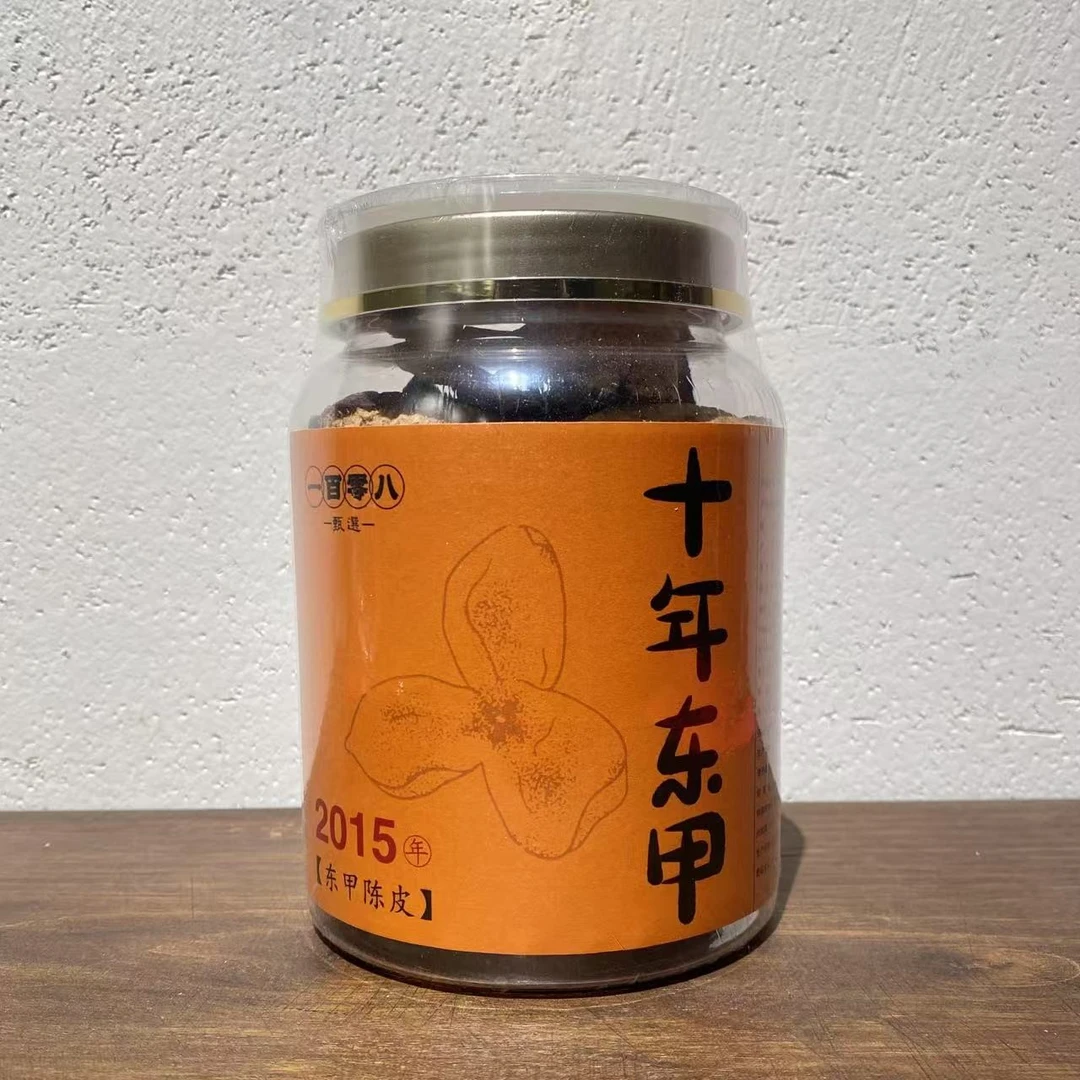 一百零八
甄選
十年东甲
2015年
【东甲陈皮】